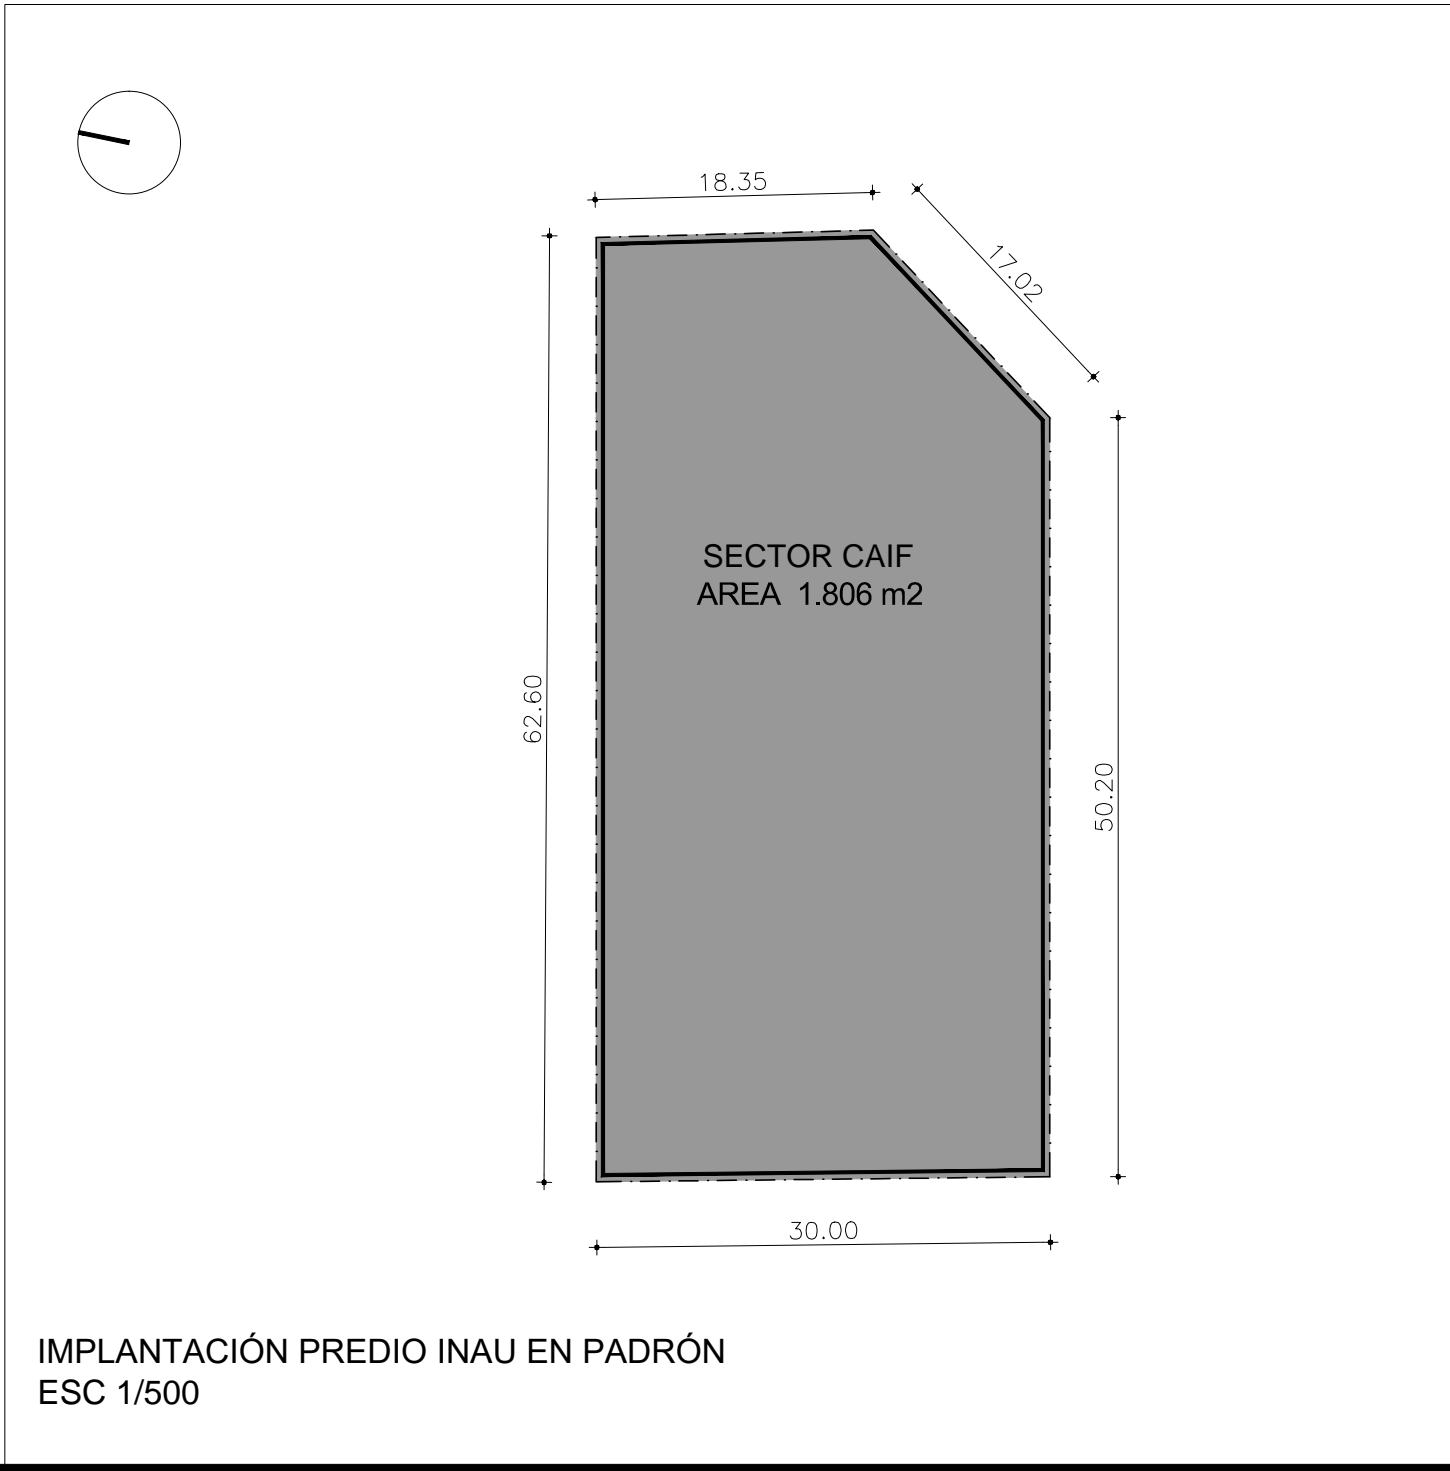 18.35
17.02
SECTOR CAIF
AREA  1.806 m2
62.60
50.20
30.00
IMPLANTACIÓN PREDIO INAU EN PADRÓN
ESC 1/500